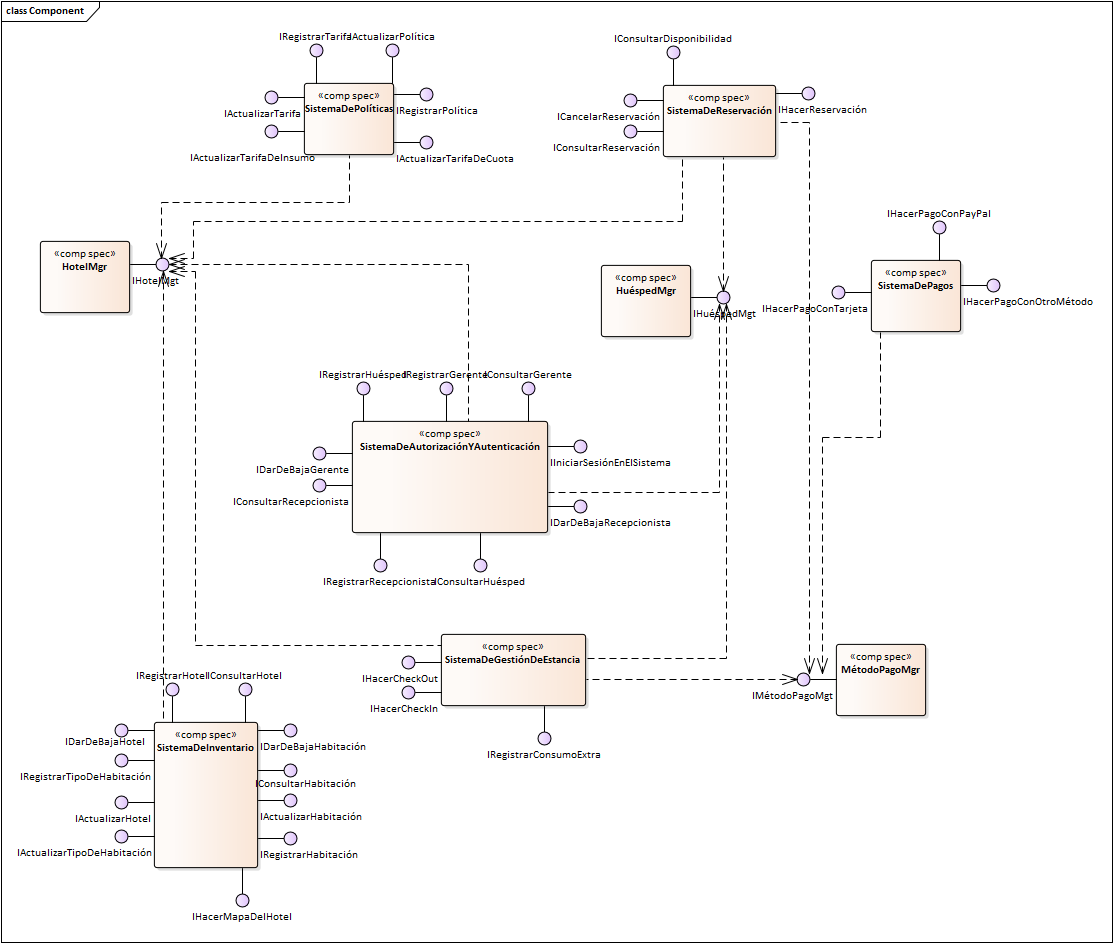 class Component
IRegistrarTarifa
IActualizarPolítica
IConsultarDisponibilidad
«comp spec»
SistemaDePolíticas
IActualizarTarifa
IRegistrarPolítica
IActualizarTarifaDeInsumo
IActualizarTarifaDeCuota
«comp spec»
SistemaDeReservación
ICancelarReservación
IHacerReservación
IConsultarReservación
IHacerPagoConPayPal
«comp spec»
HotelMgr
IHotelMgt
«comp spec»
HuéspedMgr
IHuéspedMgt
«comp spec»
SistemaDePagos
IHacerPagoConTarjeta
IHacerPagoConOtroMétodo
IRegistrarHuésped
IRegistrarGerente
IConsultarGerente
«comp spec»
SistemaDeAutorizaciónYAutenticación
IDarDeBajaGerente
IIniciarSesiónEnElSistema
IConsultarRecepcionista
IDarDeBajaRecepcionista
IRegistrarRecepcionista
IConsultarHuésped
«comp spec»
SistemaDeGestiónDeEstancia
IHacerCheckOut
IHacerCheckIn
IRegistrarConsumoExtra
«comp spec»
MétodoPagoMgr
IMétodoPagoMgt
IRegistrarHotel
IConsultarHotel
«comp spec»
SistemaDeInventario
IDarDeBajaHotel
IDarDeBajaHabitación
IRegistrarTipoDeHabitación
IConsultarHabitación
IActualizarHotel
IActualizarHabitación
IActualizarTipoDeHabitación
IRegistrarHabitación
IHacerMapaDelHotel